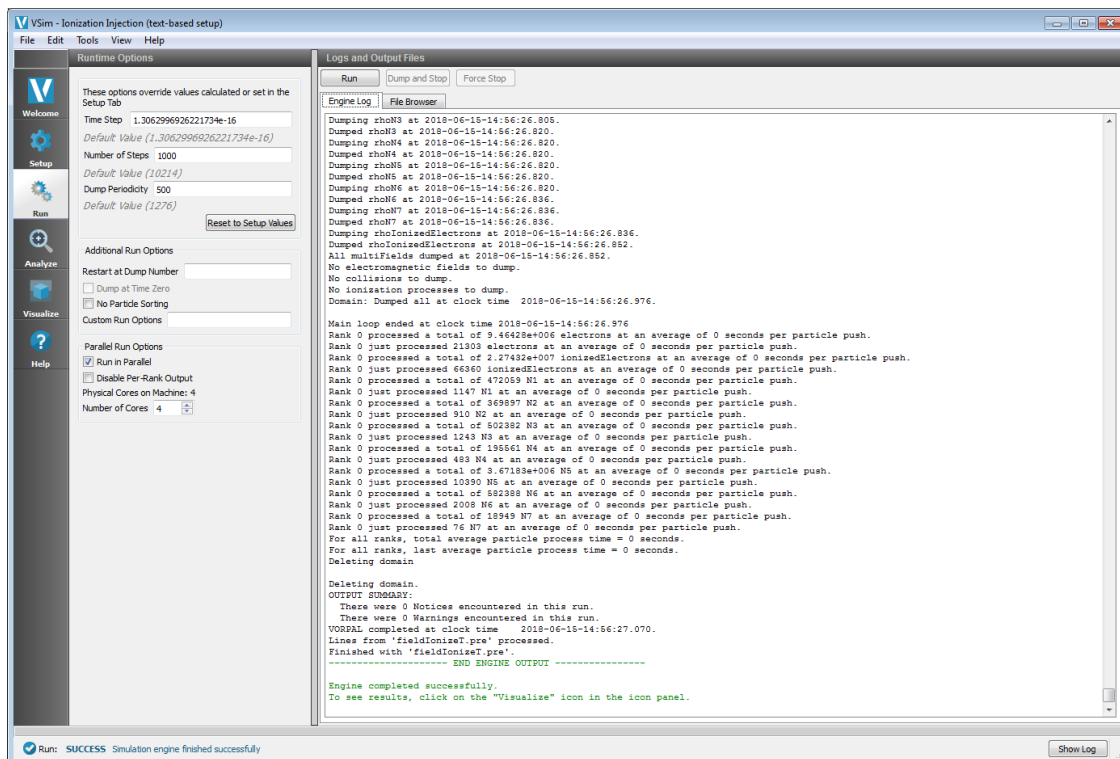 VSim - Ionization Injection (text-based setup)
File Edit Tools View Help
Welcome
Setup
Run
Analyze
Visualize
Help
Runtime Options
These options override values calculated or set in the
Setup Tab
Time Step 1.3062996926221734e-16
Default Value (1.3062996926221734e-16)
Number of Steps 1000
Default Value (10214)
Dump Periodicity 500
Default Value (1276)
Reset to Setup Values
Additional Run Options
Restart at Dump Number
Dump at Time Zero
No Particle Sorting
Custom Run Options
Parallel Run Options
Run in Parallel
Disable Per-Rank Output
Physical Cores on Machine: 4
Number of Cores 4
Logs and Output Files
Run Dump and Stop Force Stop
Engine Log File Browser
Dumping rhoN3 at 2018-06-15-14:56:26.805.
Dumped rhoN3 at 2018-06-15-14:56:26.820.
Dumping rhoN4 at 2018-06-15-14:56:26.820.
Dumped rhoN4 at 2018-06-15-14:56:26.820.
Dumping rhoN5 at 2018-06-15-14:56:26.820.
Dumped rhoN5 at 2018-06-15-14:56:26.820.
Dumping rhoN6 at 2018-06-15-14:56:26.820.
Dumped rhoN6 at 2018-06-15-14:56:26.836.
Dumping rhoN7 at 2018-06-15-14:56:26.836.
Dumped rhoN7 at 2018-06-15-14:56:26.836.
Dumping rhoIonizedElectrons at 2018-06-15-14:56:26.836.
Dumped rhoIonizedElectrons at 2018-06-15-14:56:26.852.
All multiFields dumped at 2018-06-15-14:56:26.852.
No electromagnetic fields to dump.
No collisions to dump.
No ionization processes to dump.
Domain: Dumped all at clock time 2018-06-15-14:56:26.976.
Main loop ended at clock time 2018-06-15-14:56:26.976
Rank 0 processed a total of 9.46428e+006 electrons at an average of 0 seconds per particle push.
Rank 0 just processed 21303 electrons at an average of 0 seconds per particle push.
Rank 0 processed a total of 2.27432e+007 ionizedElectrons at an average of 0 seconds per particle push.
Rank 0 just processed 66360 ionizedElectrons at an average of 0 seconds per particle push.
Rank 0 processed a total of 472059 N1 at an average of 0 seconds per particle push.
Rank 0 just processed 1147 N1 at an average of 0 seconds per particle push.
Rank 0 processed a total of 369897 N2 at an average of 0 seconds per particle push.
Rank 0 just processed 910 N2 at an average of 0 seconds per particle push.
Rank 0 processed a total of 502382 N3 at an average of 0 seconds per particle push.
Rank 0 just processed 1243 N3 at an average of 0 seconds per particle push.
Rank 0 processed a total of 195561 N4 at an average of 0 seconds per particle push.
Rank 0 just processed 483 N4 at an average of 0 seconds per particle push.
Rank 0 processed a total of 3.67183e+006 N5 at an average of 0 seconds per particle push.
Rank 0 just processed 10390 N5 at an average of 0 seconds per particle push.
Rank 0 processed a total of 582388 N6 at an average of 0 seconds per particle push.
Rank 0 just processed 2008 N6 at an average of 0 seconds per particle push.
Rank 0 processed a total of 18949 N7 at an average of 0 seconds per particle push.
Rank 0 just processed 76 N7 at an average of 0 seconds per particle push.
For all ranks, total average particle process time = 0 seconds.
For all ranks, last average particle process time = 0 seconds.
Deleting domain
Deleting domain.
OUTPUT SUMMARY:
There were 0 Notices encountered in this run.
There were 0 Warnings encountered in this run.
VORPAL completed at clock time 2018-06-15-14:56:27.070.
Lines from 'fieldIonizeT.pre' processed.
Finished with 'fieldIonizeT.pre'.
--------------------- END ENGINE OUTPUT ----------------
Engine completed successfully.
To see results, click on the "Visualize" icon in the icon panel.
Run: SUCCESS Simulation engine finished successfully
Show Log